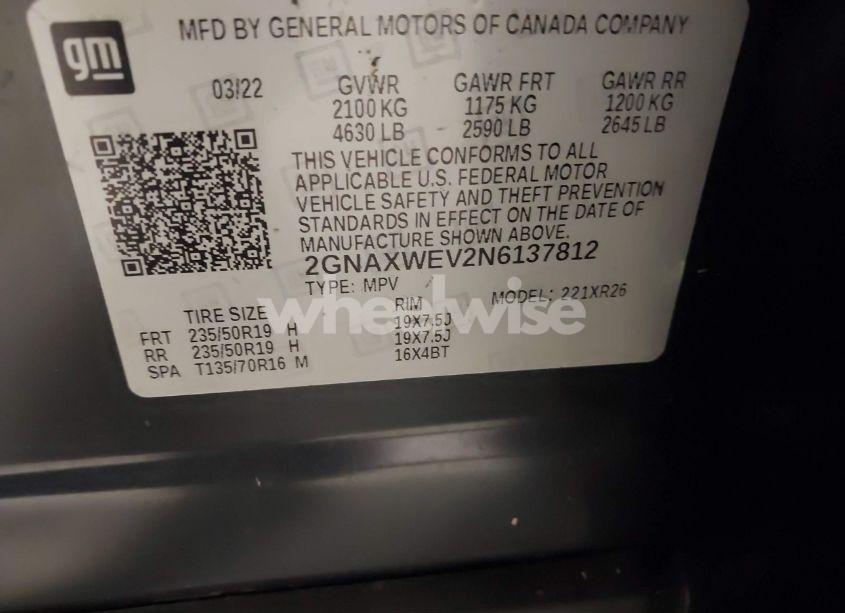 gm
MFD BY GENERAL MOTORS OF CANADA COMPANY
03/22 GVWR GAWR FRT GAWR RR
2100 KG 1175 KG 1200 KG
4630 LB 2590 LB 2645 LB
THIS VEHICLE CONFORMS TO ALL
APPLICABLE U.S. FEDERAL MOTOR
VEHICLE SAFETY AND THEFT PREVENTION
STANDARDS IN EFFECT ON THE DATE OF
MANUFACTURE SHOWN ABOVE.
2GNAXWEV2N6137812
TYPE: MPV MODEL: 221XR26
TIRE SIZE RIM
FRT 235/50R19 H 19X7.5J
RR 235/50R19 H 19X7.5J
SPA T135/70R16 M 16X4BT
wheelwise